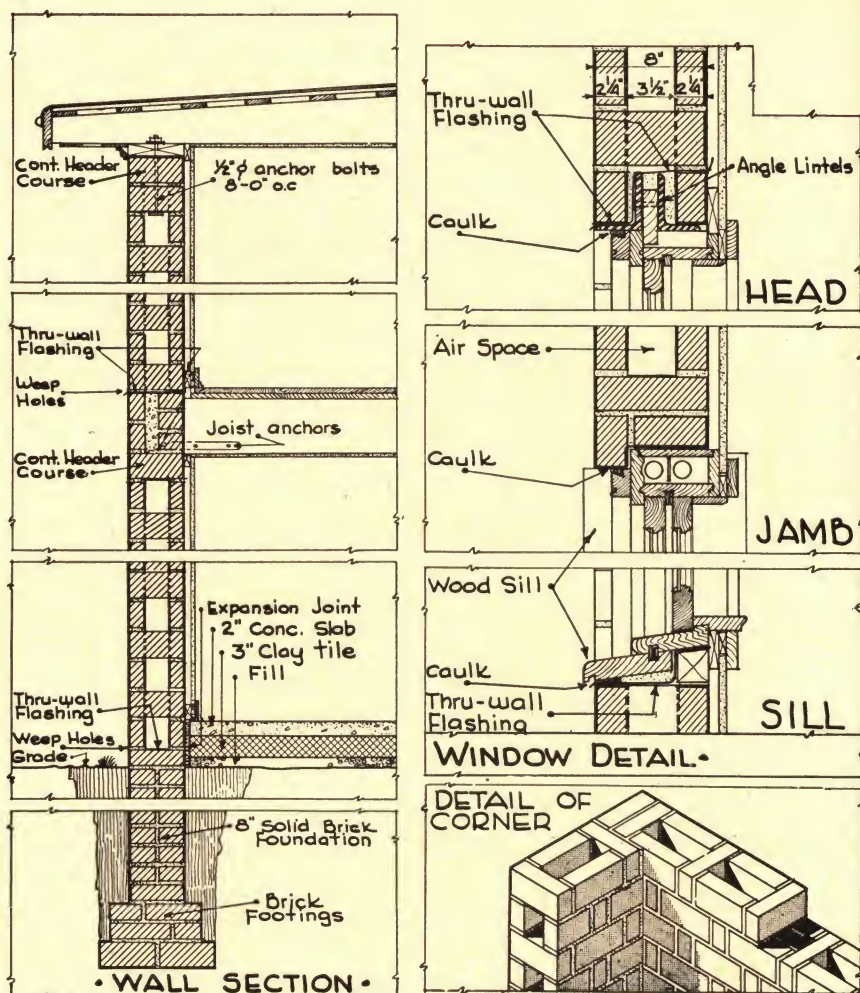 Cont. Header
Course
½" ϕ anchor bolts
8'-0" o.c
Thru-wall
Flashing
Weep
Holes
Joist anchors
Cont. Header
Course
Expansion Joint
2" Conc. Slab
3" Clay tile
Fill
Thru-wall
Flashing
Weep Holes
Grade
8" Solid Brick
Foundation
Brick
Footings
• WALL SECTION •
8"
2¼" 3½" 2¼"
Thru-wall
Flashing
Angle Lintels
Caulk
HEAD
Air Space
Caulk
JAMB
Wood Sill
Caulk
Thru-wall
Flashing
SILL
WINDOW DETAIL •
DETAIL OF
CORNER